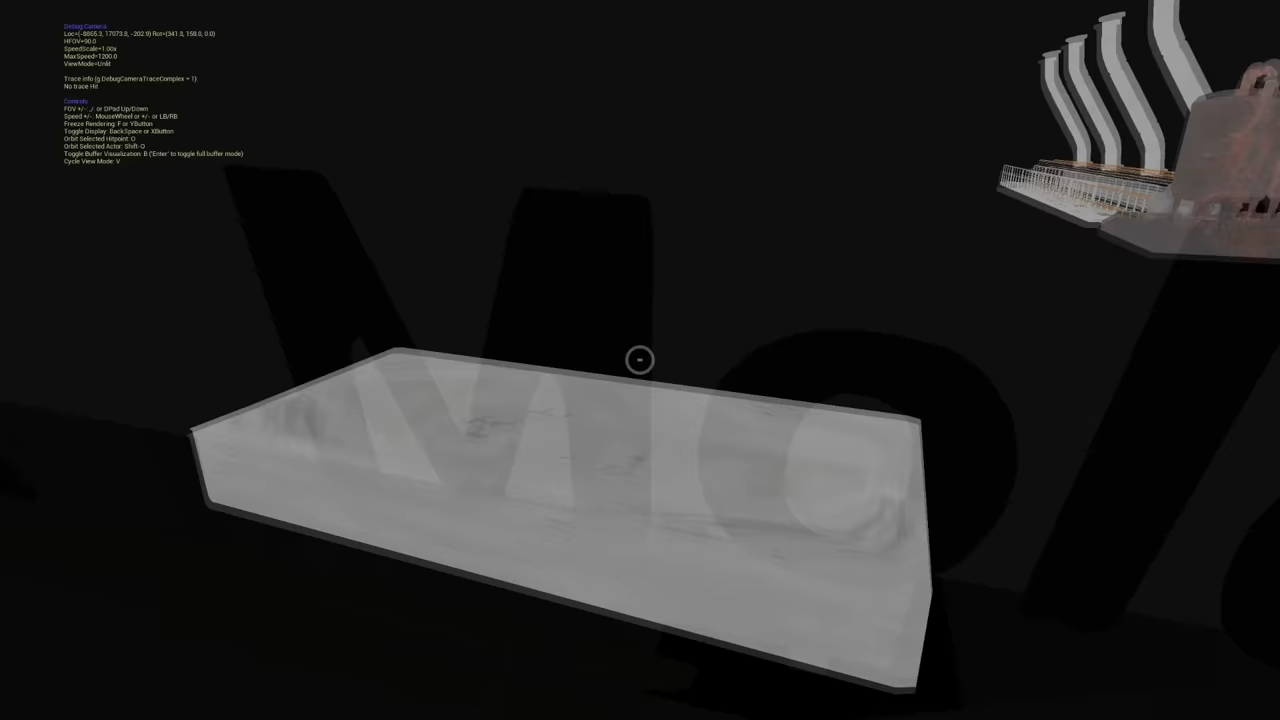 Debug Camera
Loc=(-8865.3, 17073.8, -202.9) Rot=(341.8, 158.8, 0.0)
HFOV=90.0
SpeedScale=1.00x
MaxSpeed=1200.0
ViewMode=Unlit
Trace info (g.DebugCameraTraceComplex = 1)
No trace Hit
Controls
FOV +/-: ,/. or DPad Up/Down
Speed +/-: MouseWheel or +/- or LB/RB
Freeze Rendering: F or YButton
Toggle Display: BackSpace or XButton
Orbit Selected Hitpoint: O
Orbit Selected Actor: Shift-O
Toggle Buffer Visualization: B ('Enter' to toggle full buffer mode)
Cycle View Mode: V